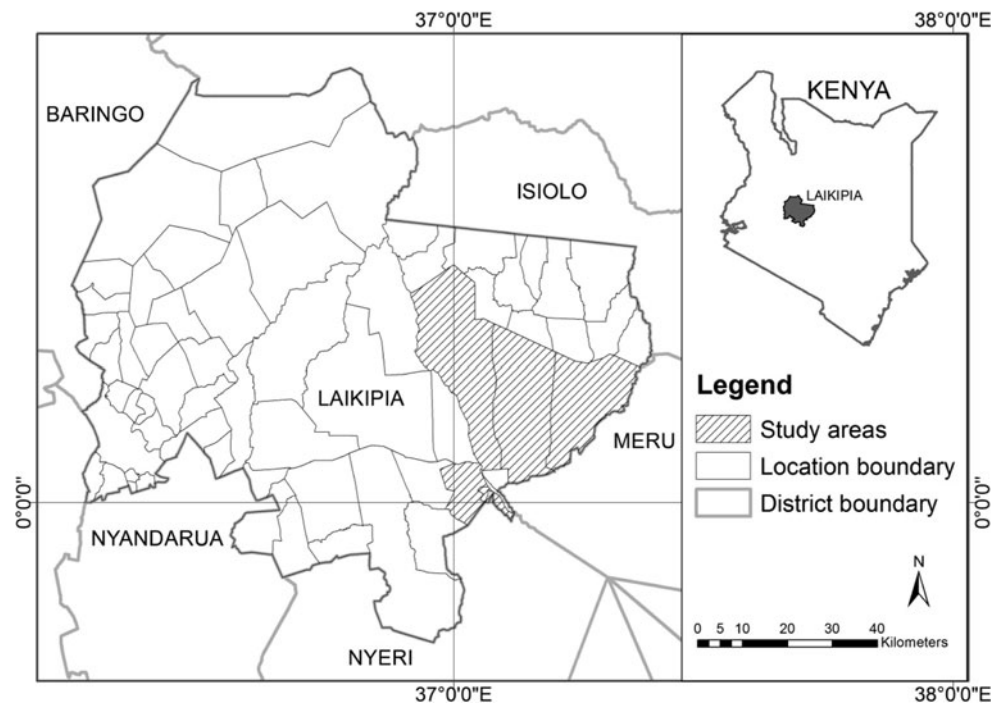 37°0'0"E
38°0'0"E
BARINGO
ISIOLO
LAIKIPIA
MERU
NYANDARUA
NYERI
0°0'0"
KENYA
LAIKIPIA
Legend
Study areas
Location boundary
District boundary
N
0 5 10 20 30 40
Kilometers
0°0'0"
37°0'0"E
38°0'0"E